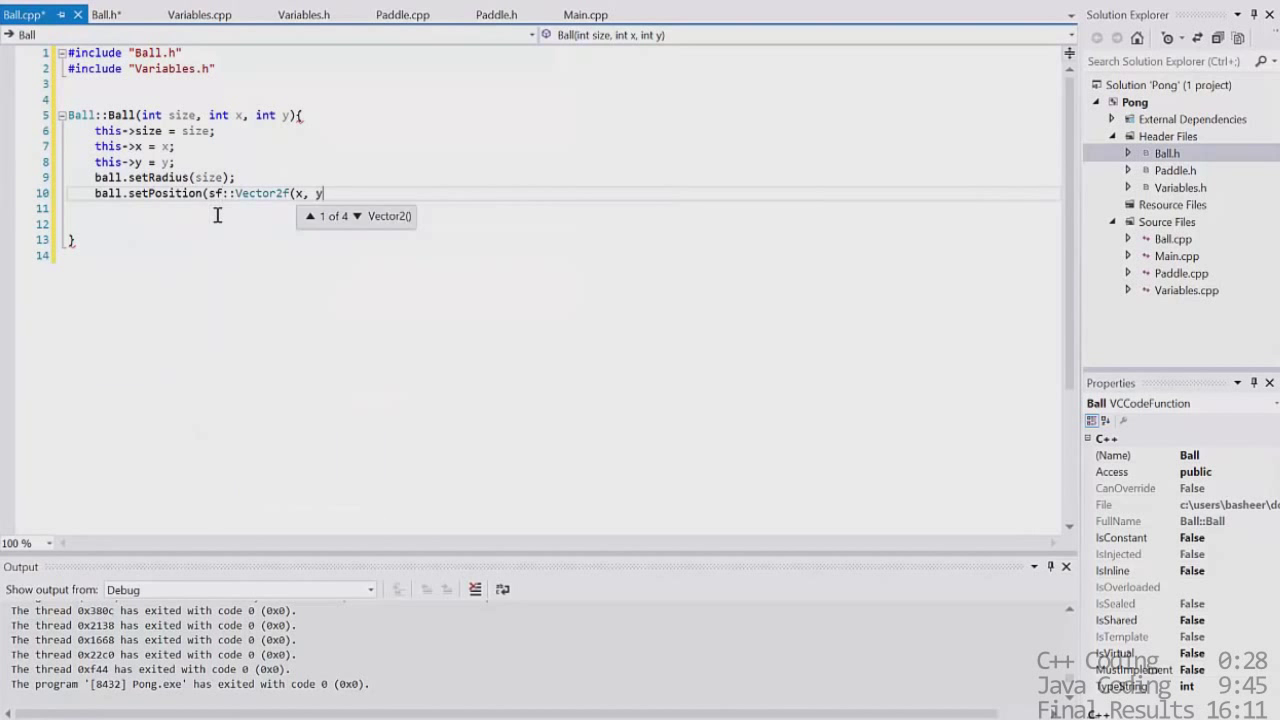 Ball.cpp* Ball.h* Variables.cpp Variables.h Paddle.cpp Paddle.h Main.cpp
Ball Ball(int size, int x, int y)
1 #include "Ball.h"
2 #include "Variables.h"
3
4
5 Ball::Ball(int size, int x, int y){
6 this->size = size;
7 this->x = x;
8 this->y = y;
9 ball.setRadius(size);
10 ball.setPosition(sf::Vector2f(x, y
11 1 of 4 Vector2()
12
13 }
14
100 %
Output
Show output from: Debug
The thread 0x380c has exited with code 0 (0x0).
The thread 0x2138 has exited with code 0 (0x0).
The thread 0x1668 has exited with code 0 (0x0).
The thread 0x22c0 has exited with code 0 (0x0).
The thread 0xf44 has exited with code 0 (0x0).
The program '[8432] Pong.exe' has exited with code 0 (0x0).
Solution Explorer
Search Solution Explorer (Ctrl+;)
Solution 'Pong' (1 project)
Pong
External Dependencies
Header Files
Ball.h
Paddle.h
Variables.h
Resource Files
Source Files
Ball.cpp
Main.cpp
Paddle.cpp
Variables.cpp
Properties
Ball VCCodeFunction
C++
(Name) Ball
Access public
CanOverride False
File c:\users\basheer\do
FullName Ball::Ball
IsConstant False
IsInjected False
IsInline False
IsOverloaded
IsSealed False
IsShared False
IsTemplate False
IsVirtual False
MustImplement False
TypeString int
C++
C++ Coding 0:28
Java Coding 9:45
Final Results 16:11